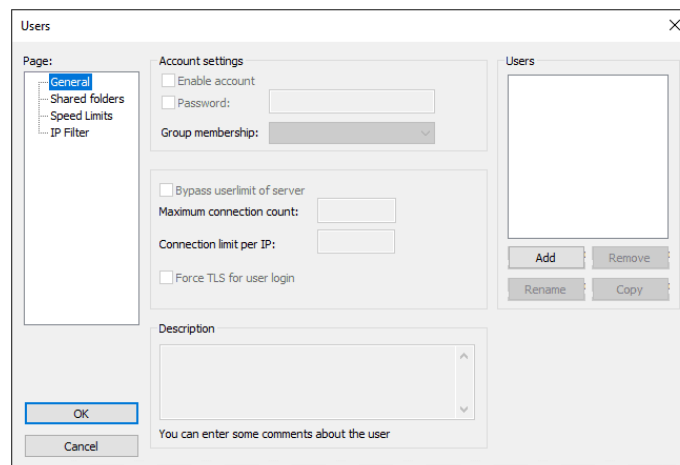 Users
Page:
General
Shared folders
Speed Limits
IP Filter
OK
Cancel
Account settings
Enable account
Password:
Group membership:
Bypass userlimit of server
Maximum connection count:
Connection limit per IP:
Force TLS for user login
Description
You can enter some comments about the user
Users
Add Remove
Rename Copy